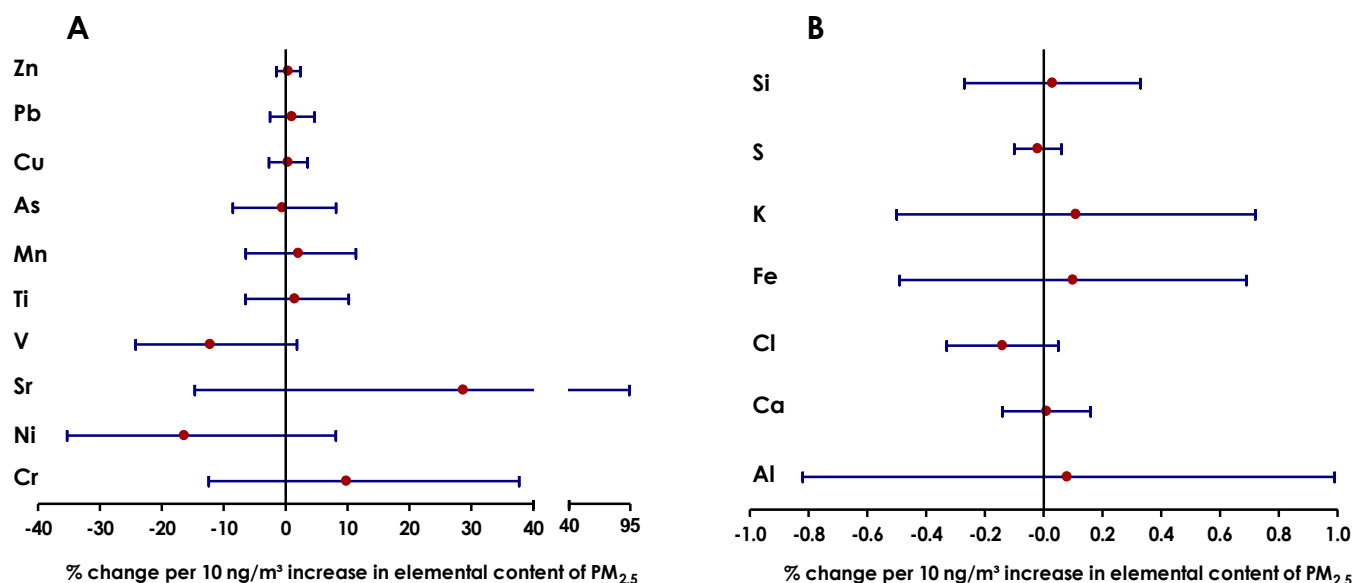 A
Zn
Pb
Cu
As
Mn
Ti
V
Sr
Ni
Cr
-40 -30 -20 -10 0 10 20 30 40 40 95
% change per 10 ng/m³ increase in elemental content of PM2.5
B
Si
S
K
Fe
Cl
Ca
Al
-1.0 -0.8 -0.6 -0.4 -0.2 -0.0 0.2 0.4 0.6 0.8 1.0
% change per 10 ng/m³ increase in elemental content of PM2.5